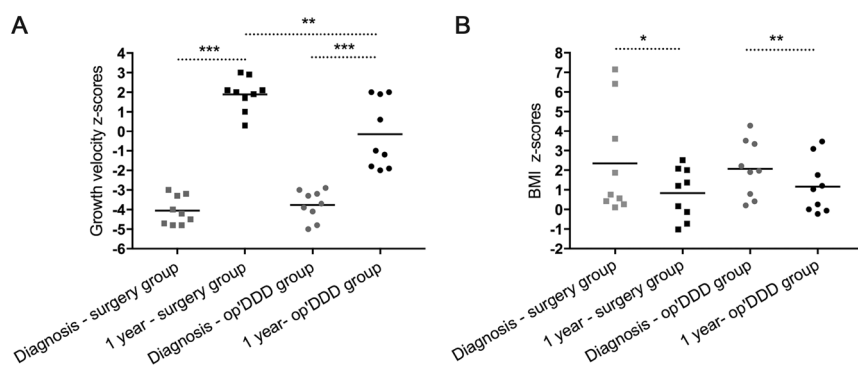 A
Growth velocity z-scores
4
3
2
1
0
-1
-2
-3
-4
-5
-6
***
**
***
Diagnosis - surgery group
1 year - surgery group
Diagnosis - op'DDD group
1 year- op'DDD group
B
BMI z-scores
8
7
6
5
4
3
2
1
0
-1
-2
*
**
Diagnosis - surgery group
1 year - surgery group
Diagnosis - op'DDD group
1 year- op'DDD group